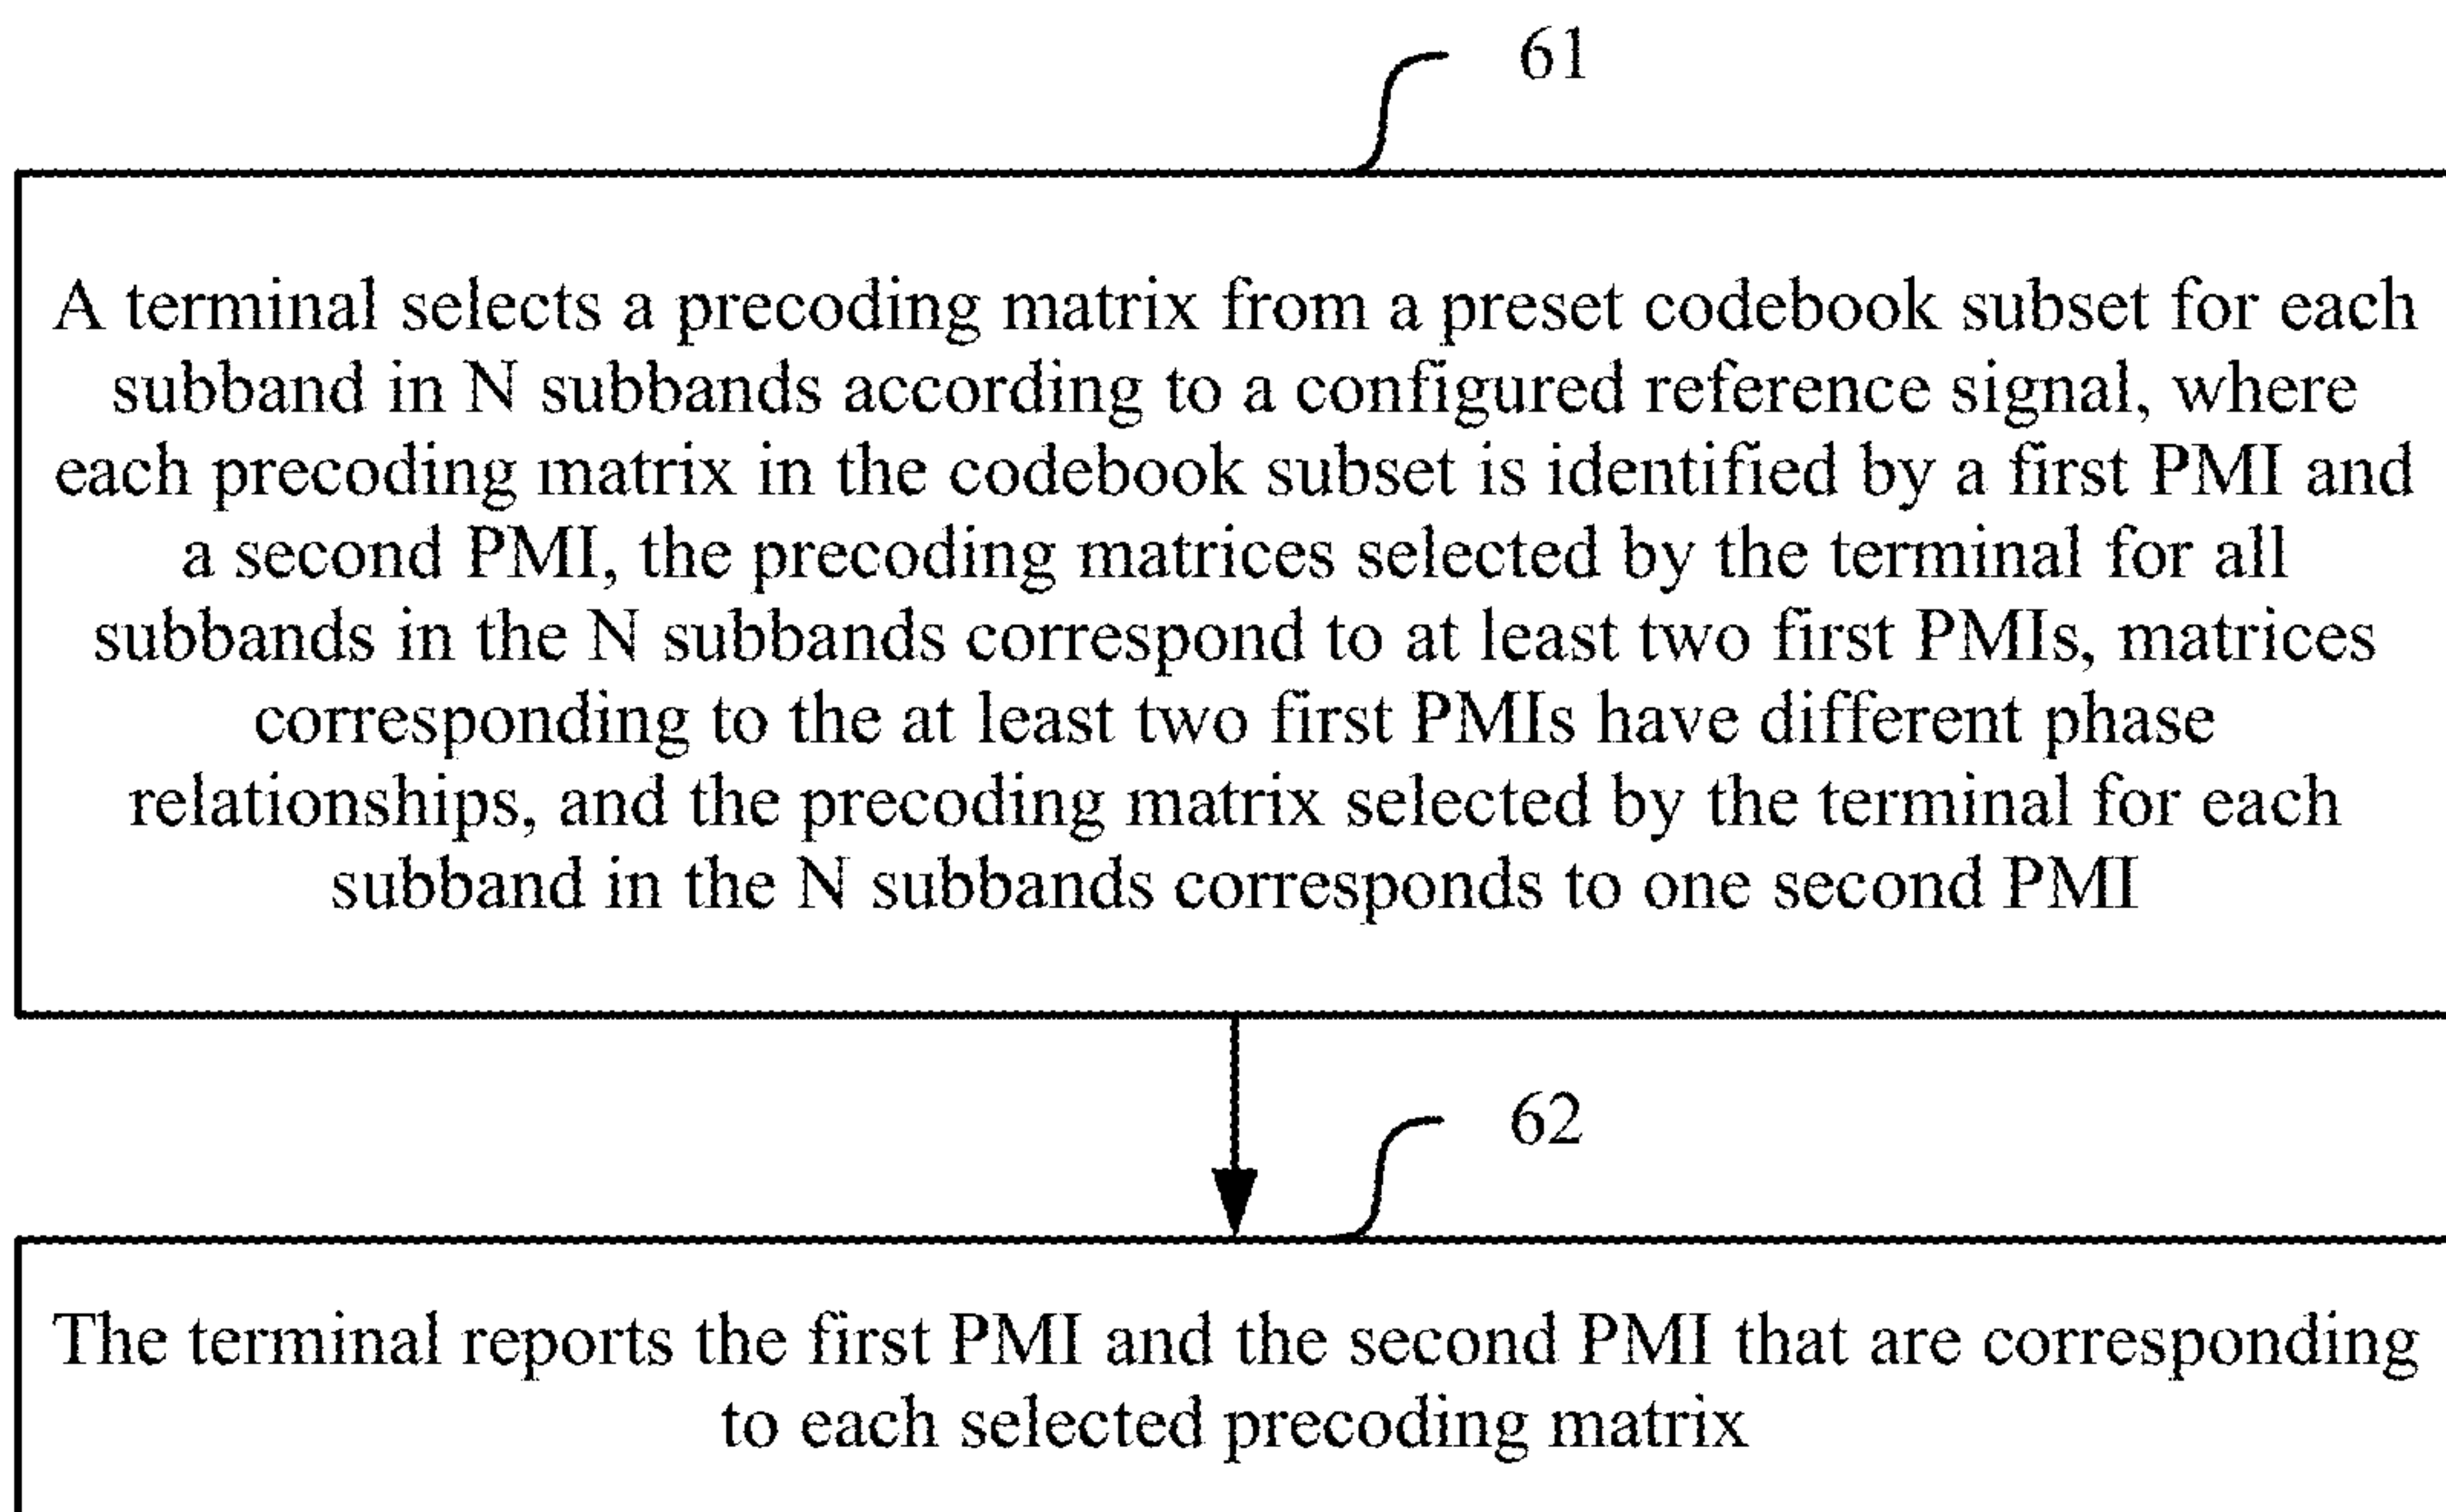 61
A terminal selects a precoding matrix from a preset codebook subset for each
subband in N subbands according to a configured reference signal, where
each precoding matrix in the codebook subset is identified by a first PMI and
a second PMI, the precoding matrices selected by the terminal for all
subbands in the N subbands correspond to at least two first PMIs, matrices
corresponding to the at least two first PMIs have different phase
relationships, and the precoding matrix selected by the terminal for each
subband in the N subbands corresponds to one second PMI
62
The terminal reports the first PMI and the second PMI that are corresponding
to each selected precoding matrix